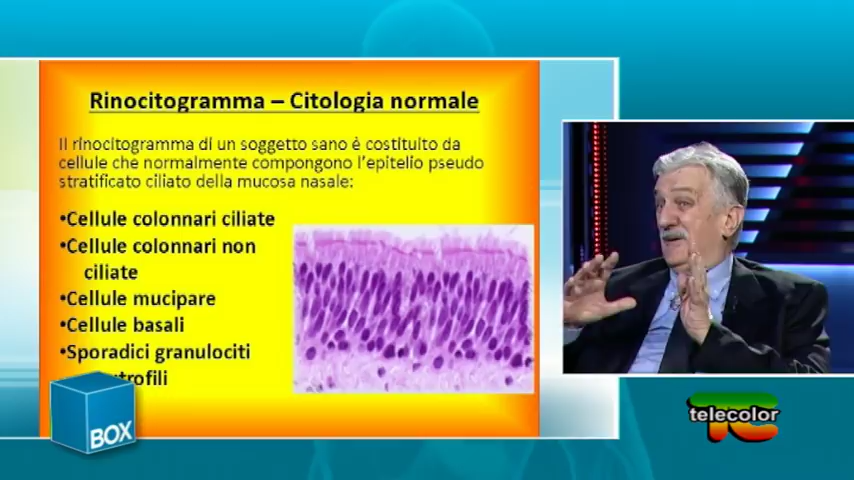 Rinocitogramma – Citologia normale
Il rinocitogramma di un soggetto sano è costituito da
cellule che normalmente compongono l'epitelio pseudo
stratificato ciliato della mucosa nasale:
•Cellule colonnari ciliate
•Cellule colonnari non
ciliate
•Cellule mucipare
•Cellule basali
•Sporadici granulociti
BOX
telecolor
TC